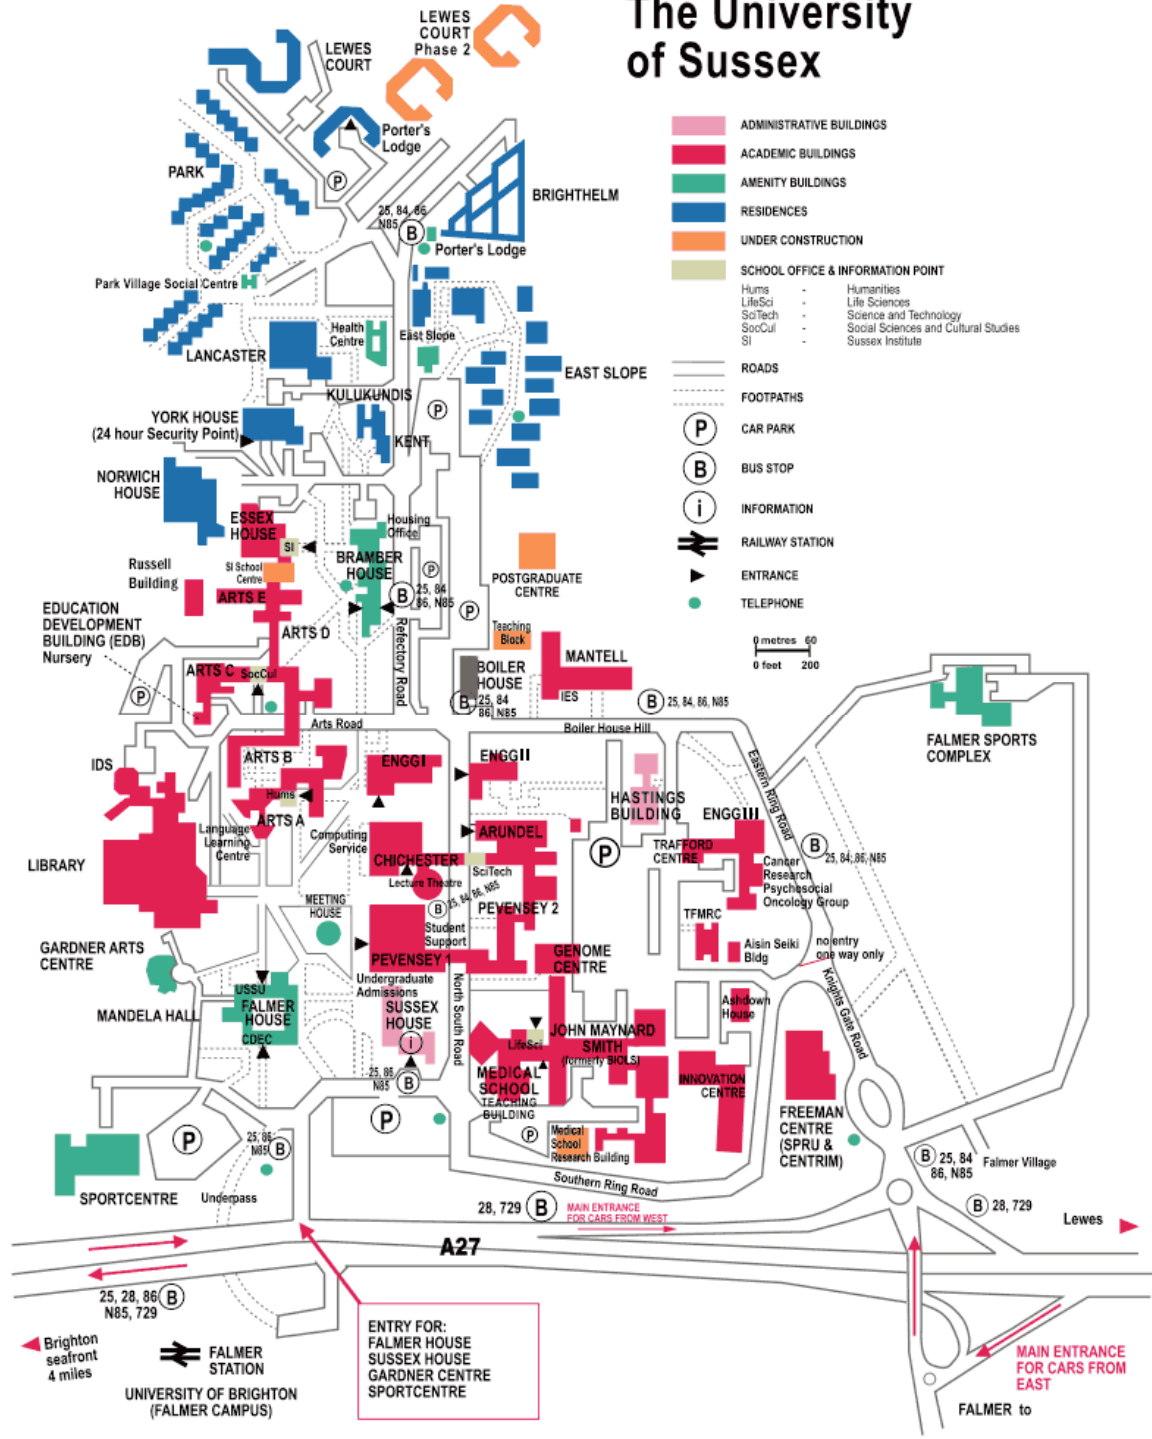 The University
of Sussex
LEWES
COURT
Phase 2
LEWES
COURT
Porter's
Lodge
PARK
P
BRIGHTHELM
25, 84, 86
N85
B
Porter's Lodge
Park Village Social Centre
ADMINISTRATIVE BUILDINGS
ACADEMIC BUILDINGS
AMENITY BUILDINGS
RESIDENCES
UNDER CONSTRUCTION
SCHOOL OFFICE & INFORMATION POINT
Hums - Humanities
LifeSci - Life Sciences
SciTech - Science and Technology
SocCul - Social Sciences and Cultural Studies
SI - Sussex Institute
ROADS
FOOTPATHS
P CAR PARK
B BUS STOP
i INFORMATION
RAILWAY STATION
ENTRANCE
TELEPHONE
0 metres 60
0 feet 200
Health
Centre
East Slope
LANCASTER
EAST SLOPE
KULUKUNDIS
P
YORK HOUSE
(24 hour Security Point)
KENT
NORWICH
HOUSE
ESSEX
HOUSE
SI
Housing
Office
BRAMBER
HOUSE
SI School
Centre
Russell
Building
ARTS E
P
B
25, 84
86, N85
P
POSTGRADUATE
CENTRE
EDUCATION
DEVELOPMENT
BUILDING (EDB)
Nursery
ARTS D
Refectory Road
Teaching
Block
MANTELL
BOILER
HOUSE
IES
ARTS C
SocCul
P
B
25, 84
86, N85
B
25, 84, 86, N85
Arts Road
Boiler House Hill
FALMER SPORTS
COMPLEX
IDS
ARTS B
ENGGI
ENGGII
Eastern Ring Road
Hums
ARTS A
HASTINGS
BUILDING
ENGGIII
Language
Learning
Centre
Computing
Service
ARUNDEL
LIBRARY
CHICHESTER
Lecture Theatre
SciTech
P
TRAFFORD
CENTRE
B
25, 84, 86, N85
Cancer
Research
Psychosocial
Oncology Group
B
25, 84, 86, N85
MEETING
HOUSE
PEVENSEY 2
TFMRC
Student
Support
GARDNER ARTS
CENTRE
PEVENSEY 1
GENOME
CENTRE
Aisin Seiki
Bldg
no entry
one way only
Undergraduate
Admissions
USSU
FALMER
HOUSE
CDEC
MANDELA HALL
SUSSEX
HOUSE
i
North South Road
Ashdown
House
Knights Gate Road
LifeSci
JOHN MAYNARD
SMITH
(formerly BIOLS)
25, 86
N85
B
MEDICAL
SCHOOL
TEACHING
BUILDING
INNOVATION
CENTRE
P
P
P
FREEMAN
CENTRE
(SPRU &
CENTRIM)
25, 86
N85
B
Medical
School
Research Building
B
25, 84
86, N85
Falmer Village
SPORTCENTRE
Underpass
Southern Ring Road
28, 729
B
MAIN ENTRANCE
FOR CARS FROM WEST
B
28, 729
Lewes
A27
25, 28, 86
N85, 729
B
Brighton
seafront
4 miles
FALMER
STATION
UNIVERSITY OF BRIGHTON
(FALMER CAMPUS)
ENTRY FOR:
FALMER HOUSE
SUSSEX HOUSE
GARDNER CENTRE
SPORTCENTRE
MAIN ENTRANCE
FOR CARS FROM
EAST
FALMER to